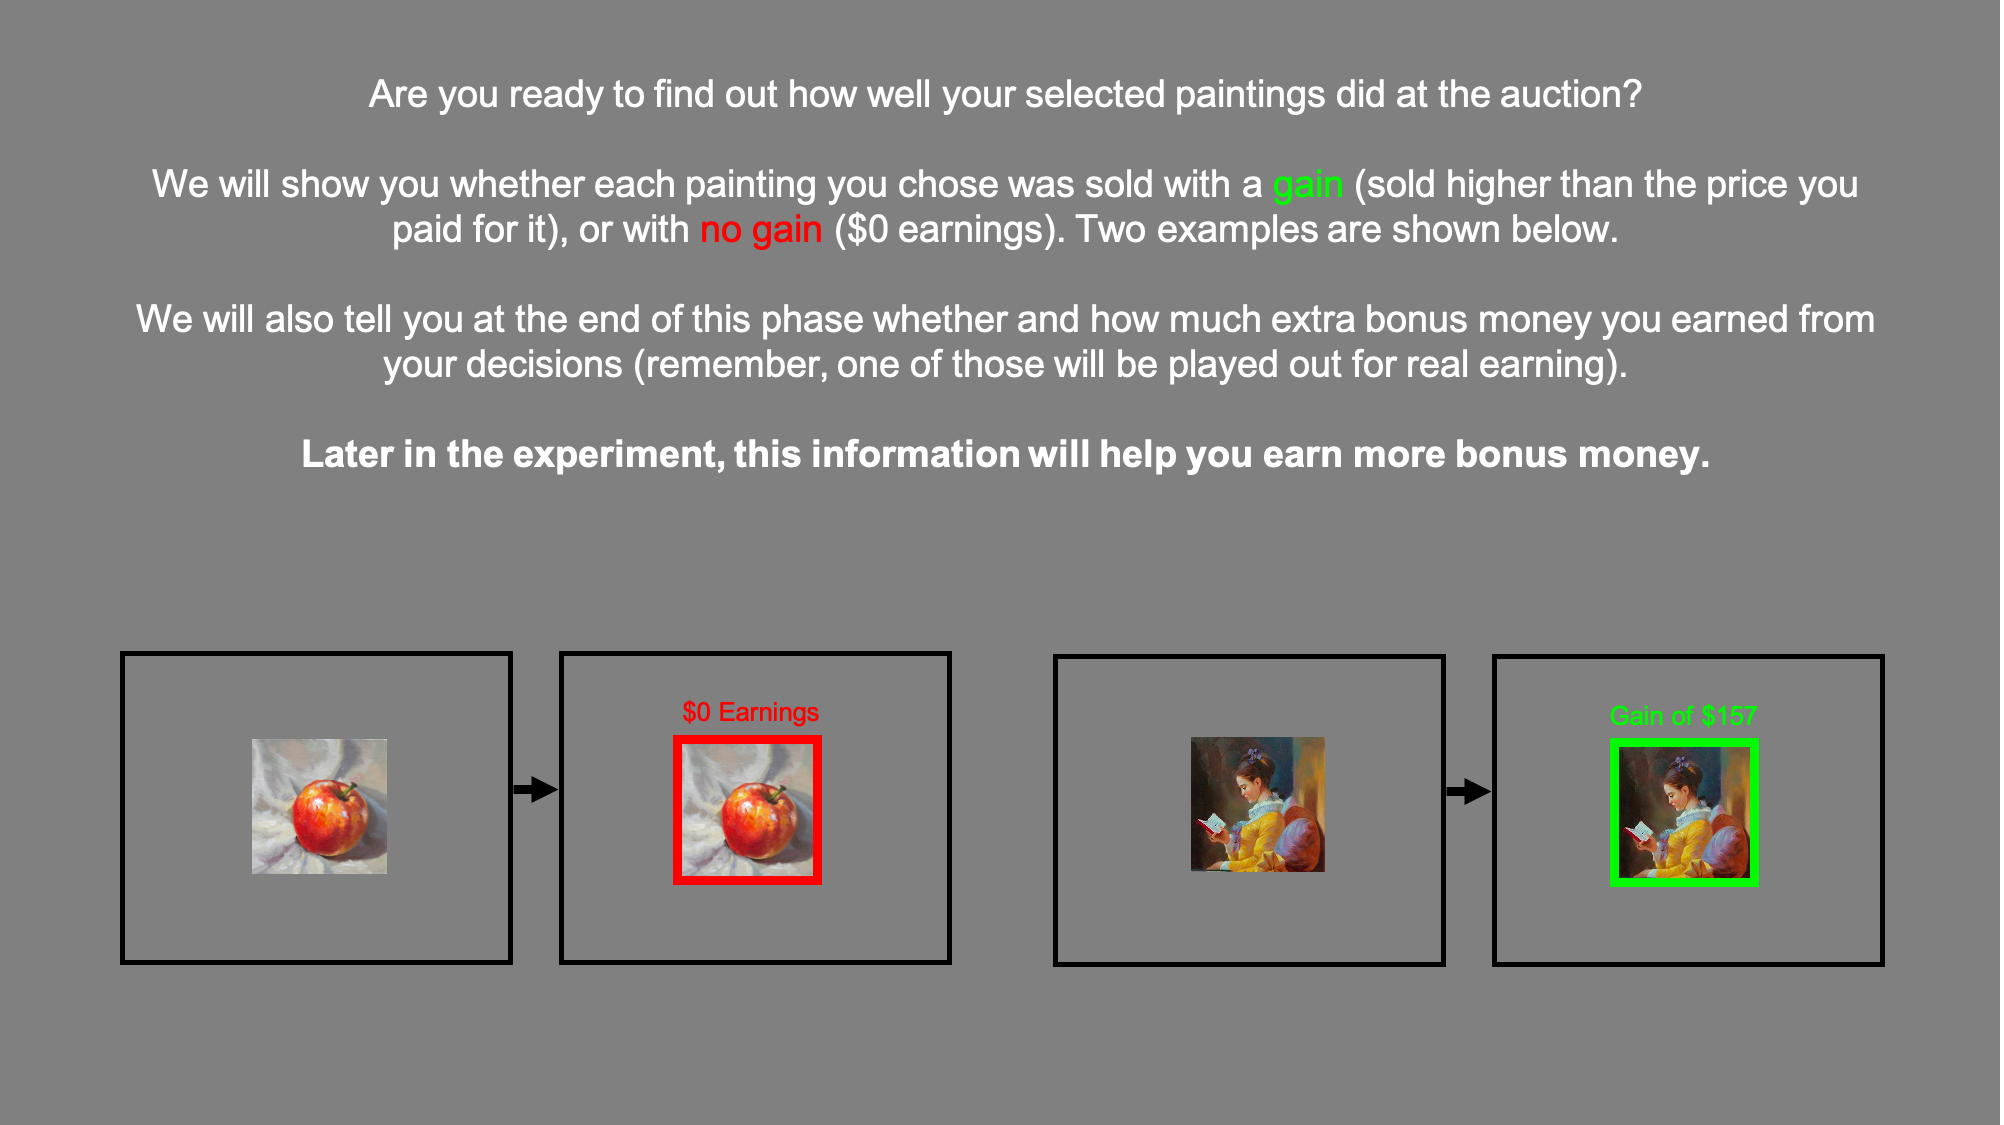 Are you ready to find out how well your selected paintings did at the auction?
We will show you whether each painting you chose was sold with a gain (sold higher than the price you
paid for it), or with no gain ($0 earnings). Two examples are shown below.
We will also tell you at the end of this phase whether and how much extra bonus money you earned from
your decisions (remember, one of those will be played out for real earning).
Later in the experiment, this information will help you earn more bonus money.
$0 Earnings
Gain of $157